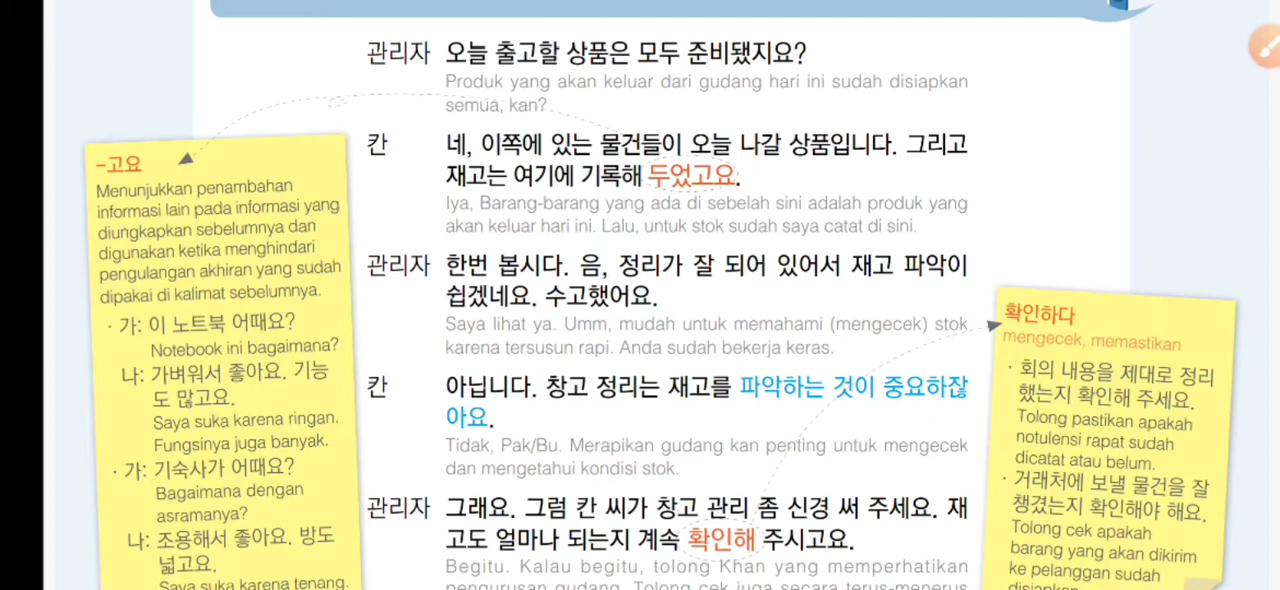 관리자 오늘 출고할 상품은 모두 준비됐지요?
Produk yang akan keluar dari gudang hari ini sudah disiapkan
semua, kan?
칸 네, 이쪽에 있는 물건들이 오늘 나갈 상품입니다. 그리고
재고는 여기에 기록해 두었고요.
Iya, Barang-barang yang ada di sebelah sini adalah produk yang
akan keluar hari ini. Lalu, untuk stok sudah saya catat di sini.
관리자 한번 봅시다. 음, 정리가 잘 되어 있어서 재고 파악이
쉽겠네요. 수고했어요.
Saya lihat ya. Umm, mudah untuk memahami (mengecek) stok
karena tersusun rapi. Anda sudah bekerja keras.
칸 아닙니다. 창고 정리는 재고를 파악하는 것이 중요하잖
아요.
Tidak, Pak/Bu. Merapikan gudang kan penting untuk mengecek
dan mengetahui kondisi stok.
관리자 그래요. 그럼 칸 씨가 창고 관리 좀 신경 써 주세요. 재
고도 얼마나 되는지 계속 확인해 주시고요.
Begitu. Kalau begitu, tolong Khan yang memperhatikan
pengurusan gudang. Tolong cek juga secara terus-menerus
-고요
Menunjukkan penambahan
informasi lain pada informasi yang
diungkapkan sebelumnya dan
digunakan ketika menghindari
pengulangan akhiran yang sudah
dipakai di kalimat sebelumnya.
· 가: 이 노트북 어때요?
Notebook ini bagaimana?
나: 가벼워서 좋아요. 기능
도 많고요.
Saya suka karena ringan.
Fungsinya juga banyak.
· 가: 기숙사가 어때요?
Bagaimana dengan
asramanya?
나: 조용해서 좋아요. 방도
넓고요.
Saya suka karena tenang.
확인하다
mengecek, memastikan
· 회의 내용을 제대로 정리
했는지 확인해 주세요.
Tolong pastikan apakah
notulensi rapat sudah
dicatat atau belum.
· 거래처에 보낼 물건을 잘
챙겼는지 확인해야 해요.
Tolong cek apakah
barang yang akan dikirim
ke pelanggan sudah
disiapkan